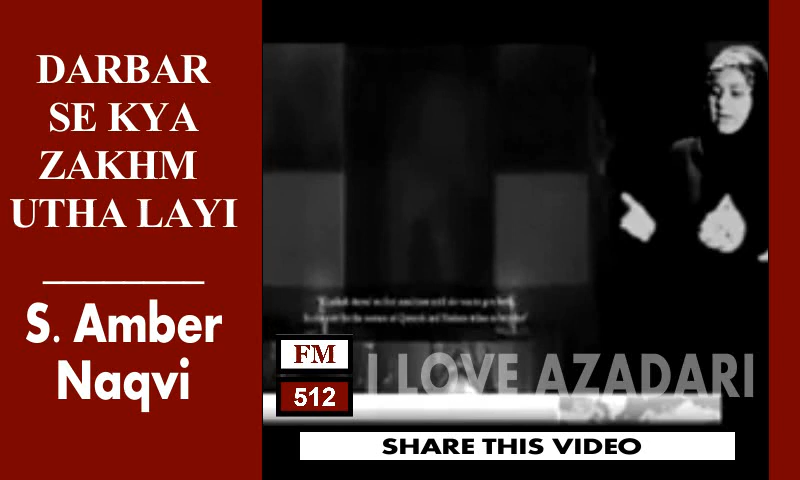 DARBAR
SE KYA
ZAKHM
UTHA LAYI
S. Amber
Naqvi
FM
512
I LOVE AZADARI
SHARE THIS VIDEO